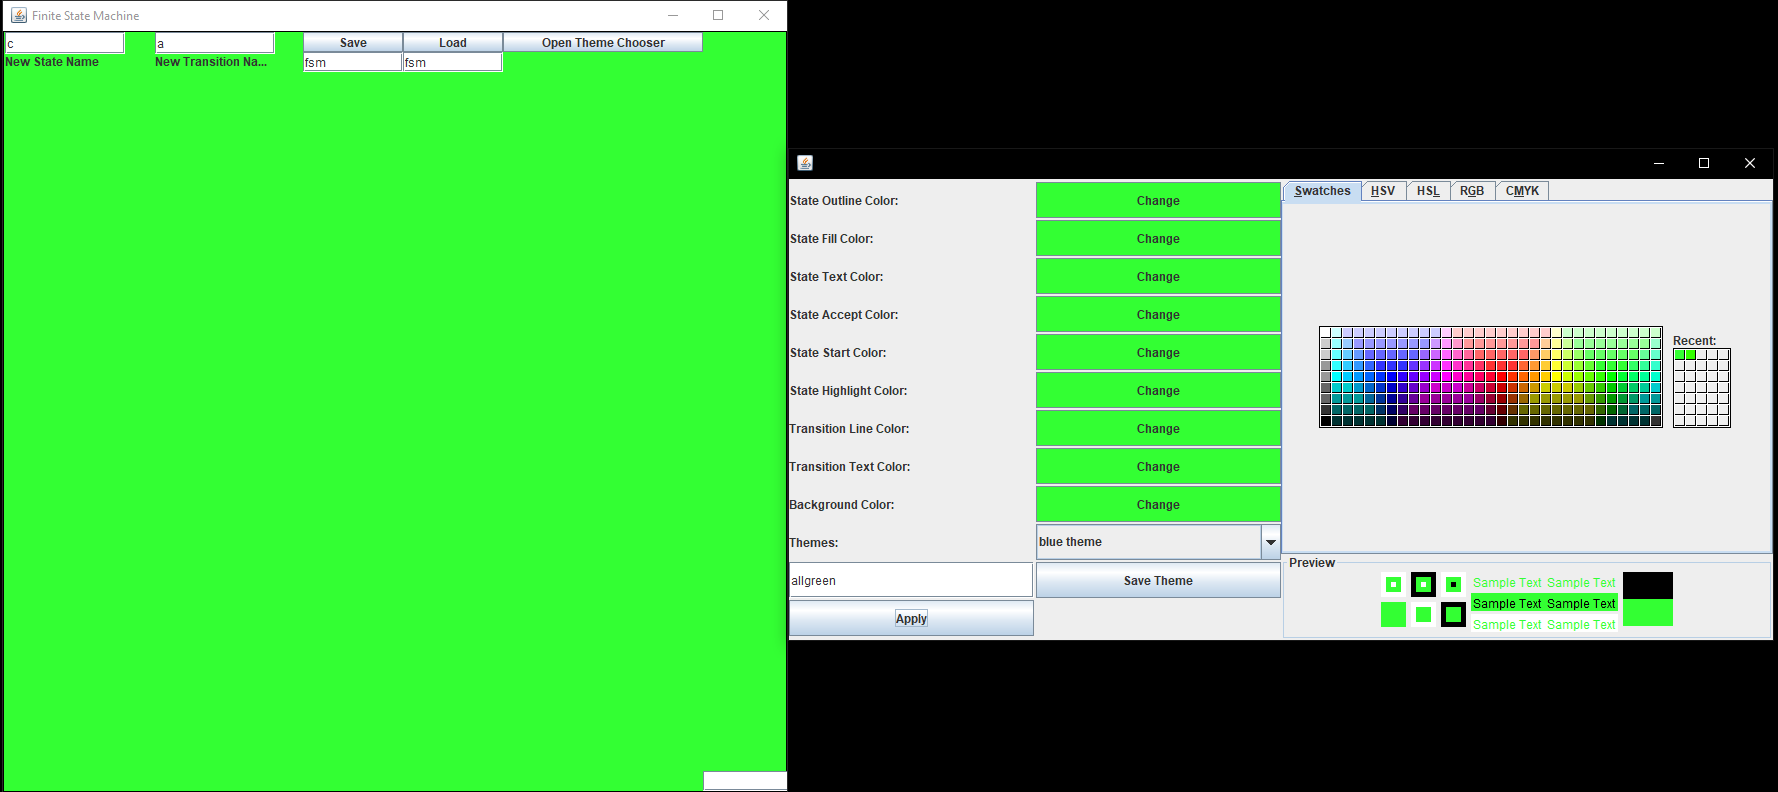 Finite State Machine
c
a
Save
Load
Open Theme Chooser
New State Name
New Transition Na...
fsm
fsm
State Outline Color:
Change
State Fill Color:
Change
State Text Color:
Change
State Accept Color:
Change
State Start Color:
Change
State Highlight Color:
Change
Transition Line Color:
Change
Transition Text Color:
Change
Background Color:
Change
Themes:
blue theme
allgreen
Save Theme
Apply
Swatches
HSV
HSL
RGB
CMYK
Recent:
Preview
Sample Text Sample Text
Sample Text Sample Text
Sample Text Sample Text